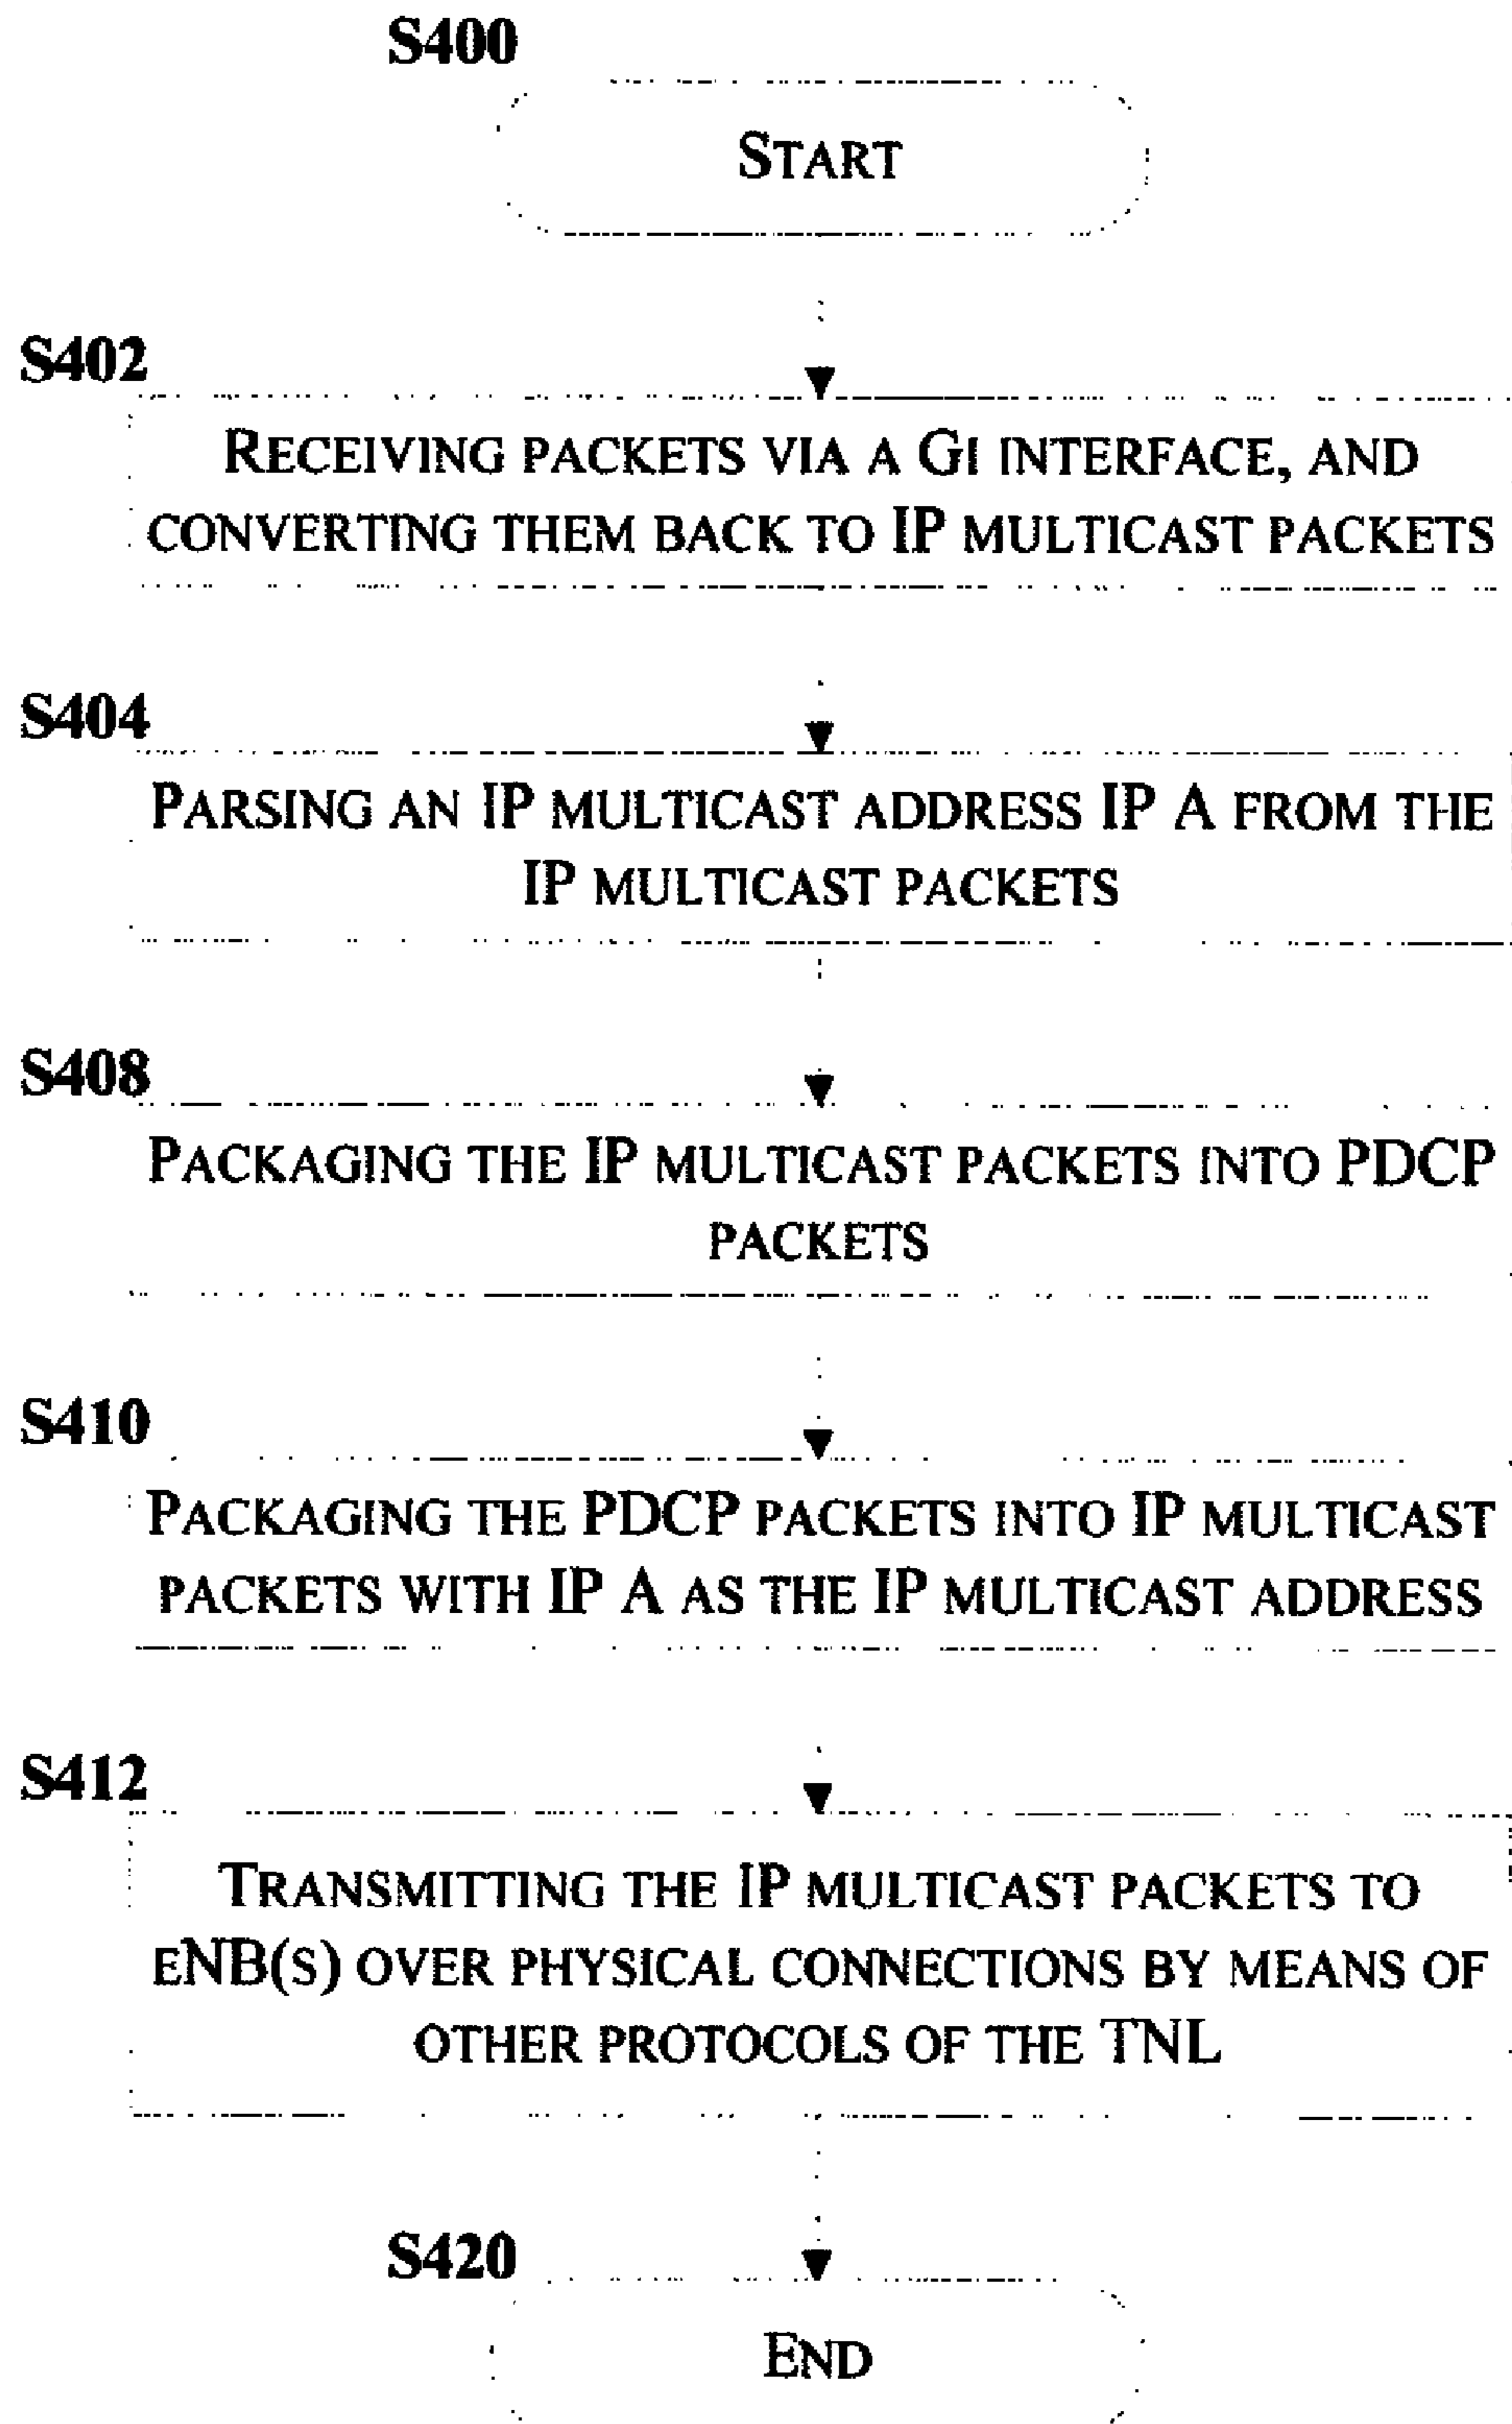 S400
START
S402
RECEIVING PACKETS VIA A GI INTERFACE, AND
CONVERTING THEM BACK TO IP MULTICAST PACKETS
S404
PARSING AN IP MULTICAST ADDRESS IP A FROM THE
IP MULTICAST PACKETS
S408
PACKAGING THE IP MULTICAST PACKETS INTO PDCP
PACKETS
S410
PACKAGING THE PDCP PACKETS INTO IP MULTICAST
PACKETS WITH IP A AS THE IP MULTICAST ADDRESS
S412
TRANSMITTING THE IP MULTICAST PACKETS TO
ENB(S) OVER PHYSICAL CONNECTIONS BY MEANS OF
OTHER PROTOCOLS OF THE TNL
S420
END